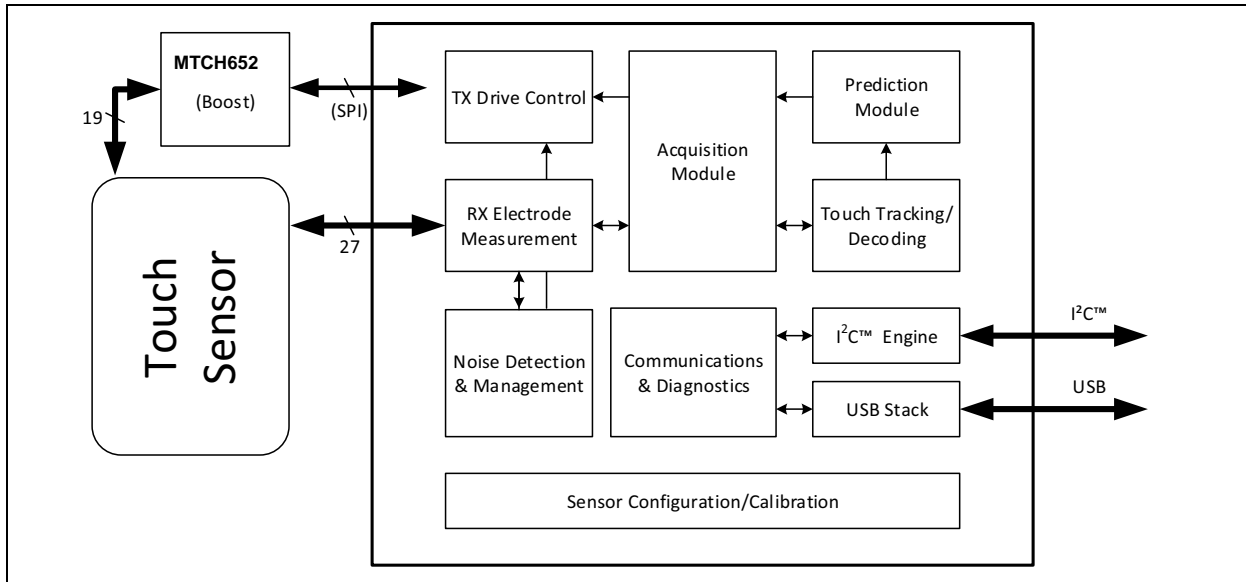 MTCH652
(Boost)
(SPI)
19
27
Touch
Sensor
TX Drive Control
RX Electrode
Measurement
Noise Detection
& Management
Acquisition
Module
Prediction
Module
Touch Tracking/
Decoding
Communications
& Diagnostics
I²C™ Engine
USB Stack
I²C™
USB
Sensor Configuration/Calibration